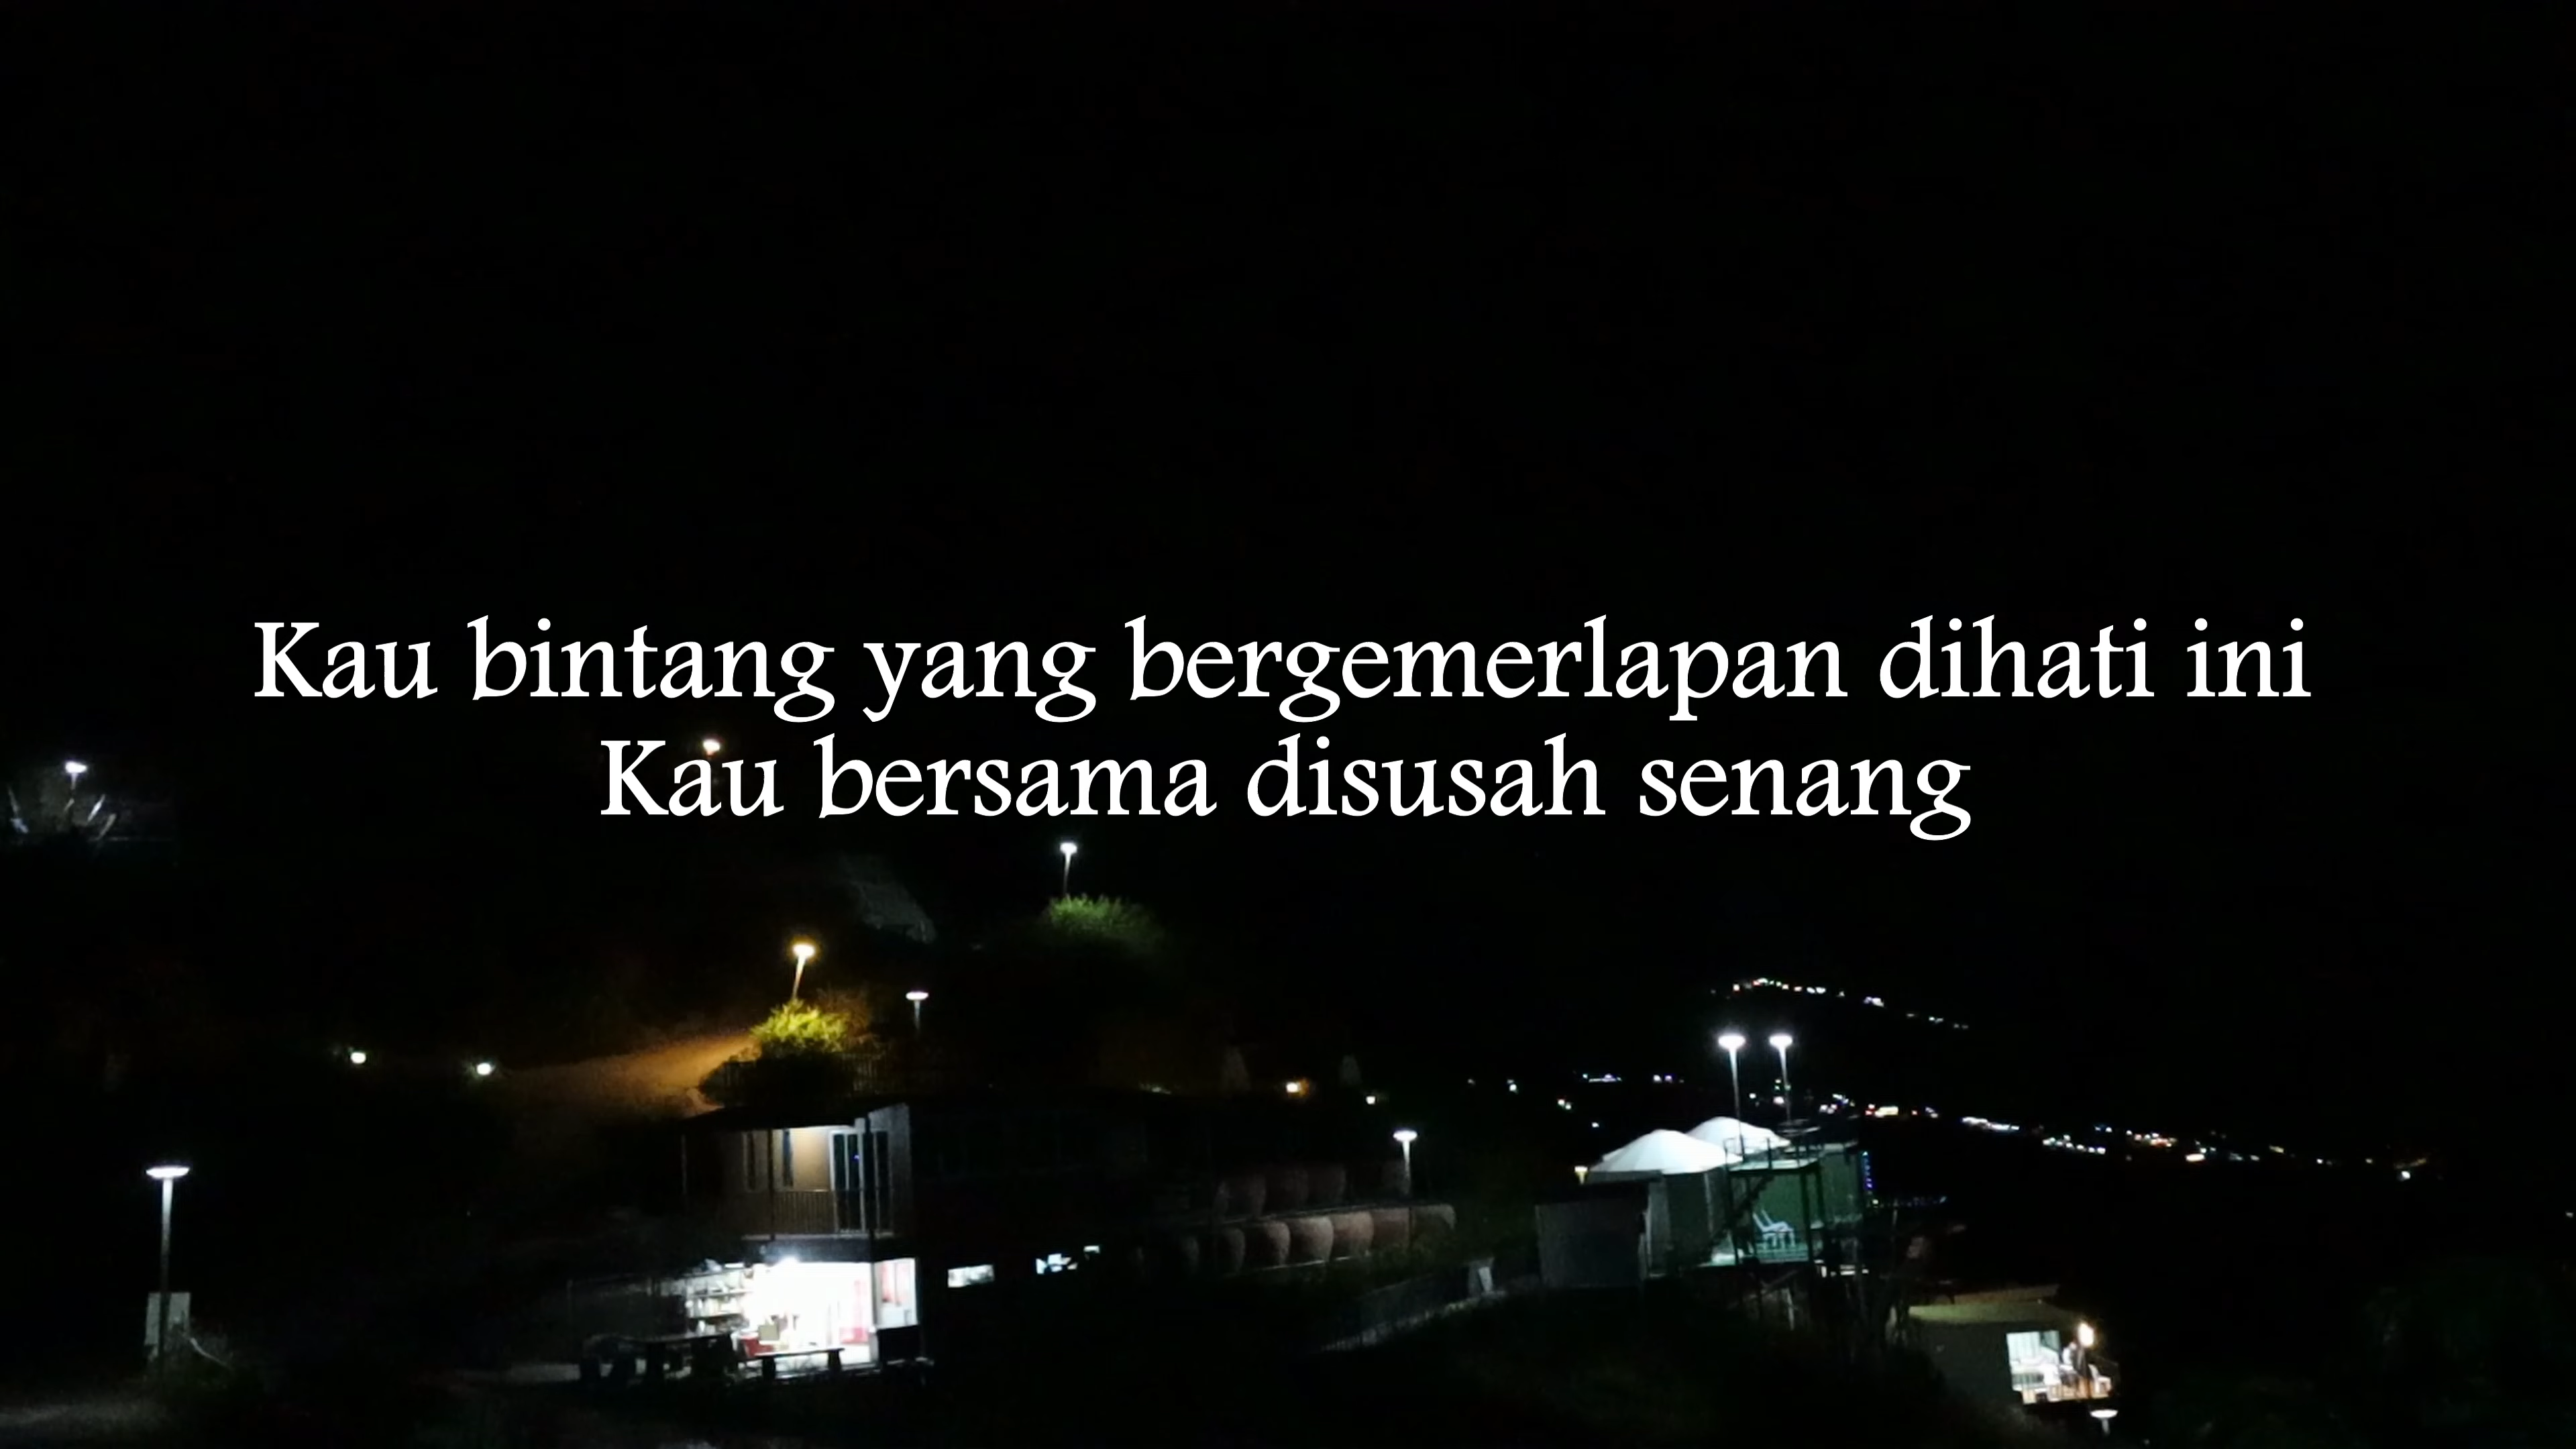 Kau bintang yang bergemerlapan dihati ini
Kau bersama disusah senang